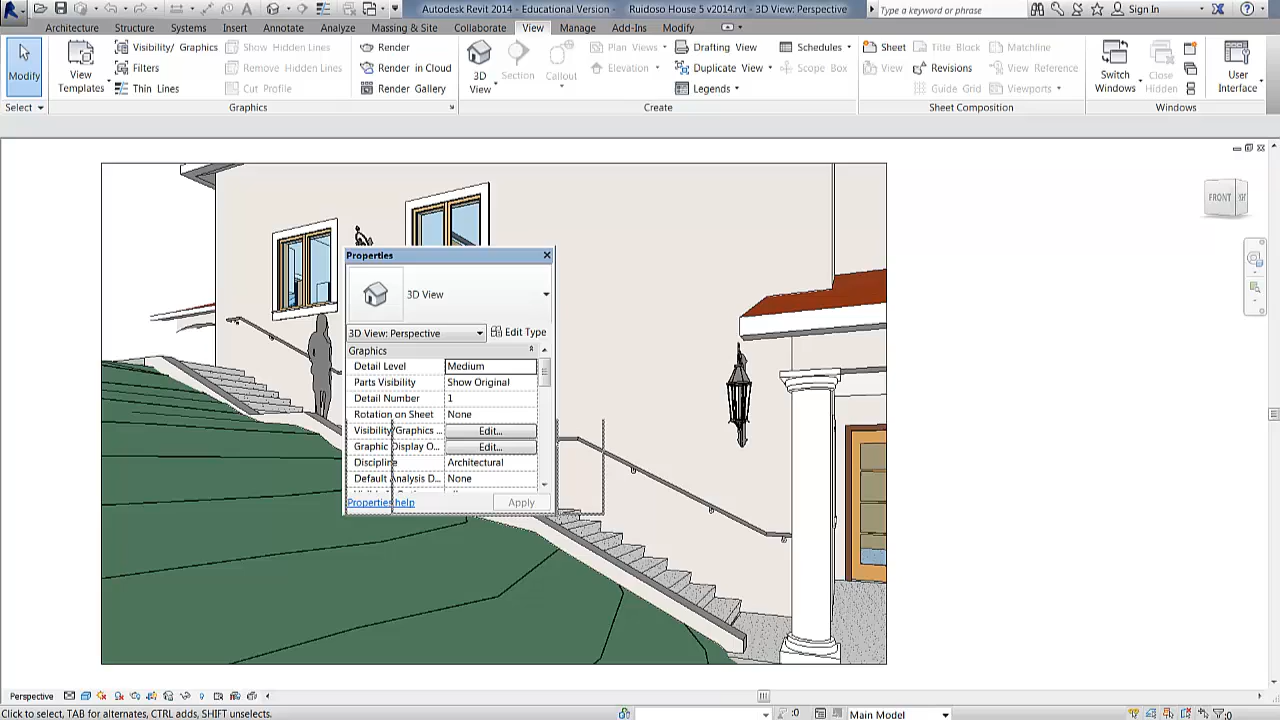 Autodesk Revit 2014 - Educational Version - Ruidoso House 5 v2014.rvt - 3D View: Perspective
Type a keyword or phrase
Sign In
Architecture Structure Systems Insert Annotate Analyze Massing & Site Collaborate View Manage Add-Ins Modify
Modify
View Templates
Visibility/ Graphics
Filters
Thin Lines
Show Hidden Lines
Remove Hidden Lines
Cut Profile
Render
Render in Cloud
Render Gallery
3D View
Section
Callout
Plan Views
Elevation
Drafting View
Duplicate View
Legends
Schedules
Scope Box
Sheet
View
Title Block
Revisions
Guide Grid
Matchline
View Reference
Viewports
Switch Windows
Close Hidden
User Interface
Select Graphics Create Sheet Composition Windows
FRONT
Properties
3D View
3D View: Perspective Edit Type
Graphics
Detail Level Medium
Parts Visibility Show Original
Detail Number 1
Rotation on Sheet None
Visibility/Graphics ... Edit...
Graphic Display O... Edit...
Discipline Architectural
Default Analysis D... None
Properties help Apply
Perspective
Click to select, TAB for alternates, CTRL adds, SHIFT unselects.
:0
Main Model
:0